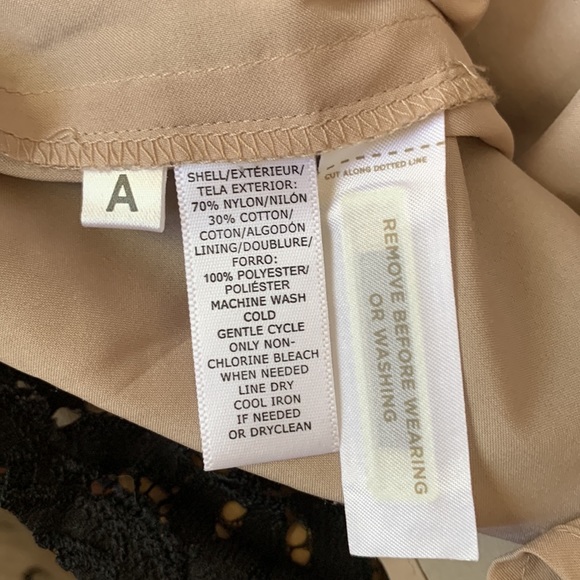 A
SHELL/EXTÉRIEUR/
TELA EXTERIOR:
70% NYLON/NILÓN
30% COTTON/
COTON/ALGODÓN
LINING/DOUBLURE/
FORRO:
100% POLYESTER/
POLIÉSTER
MACHINE WASH
COLD
GENTLE CYCLE
ONLY NON-
CHLORINE BLEACH
WHEN NEEDED
LINE DRY
COOL IRON
IF NEEDED
OR DRYCLEAN
CUT ALONG DOTTED LINE
REMOVE BEFORE WEARING
OR WASHING